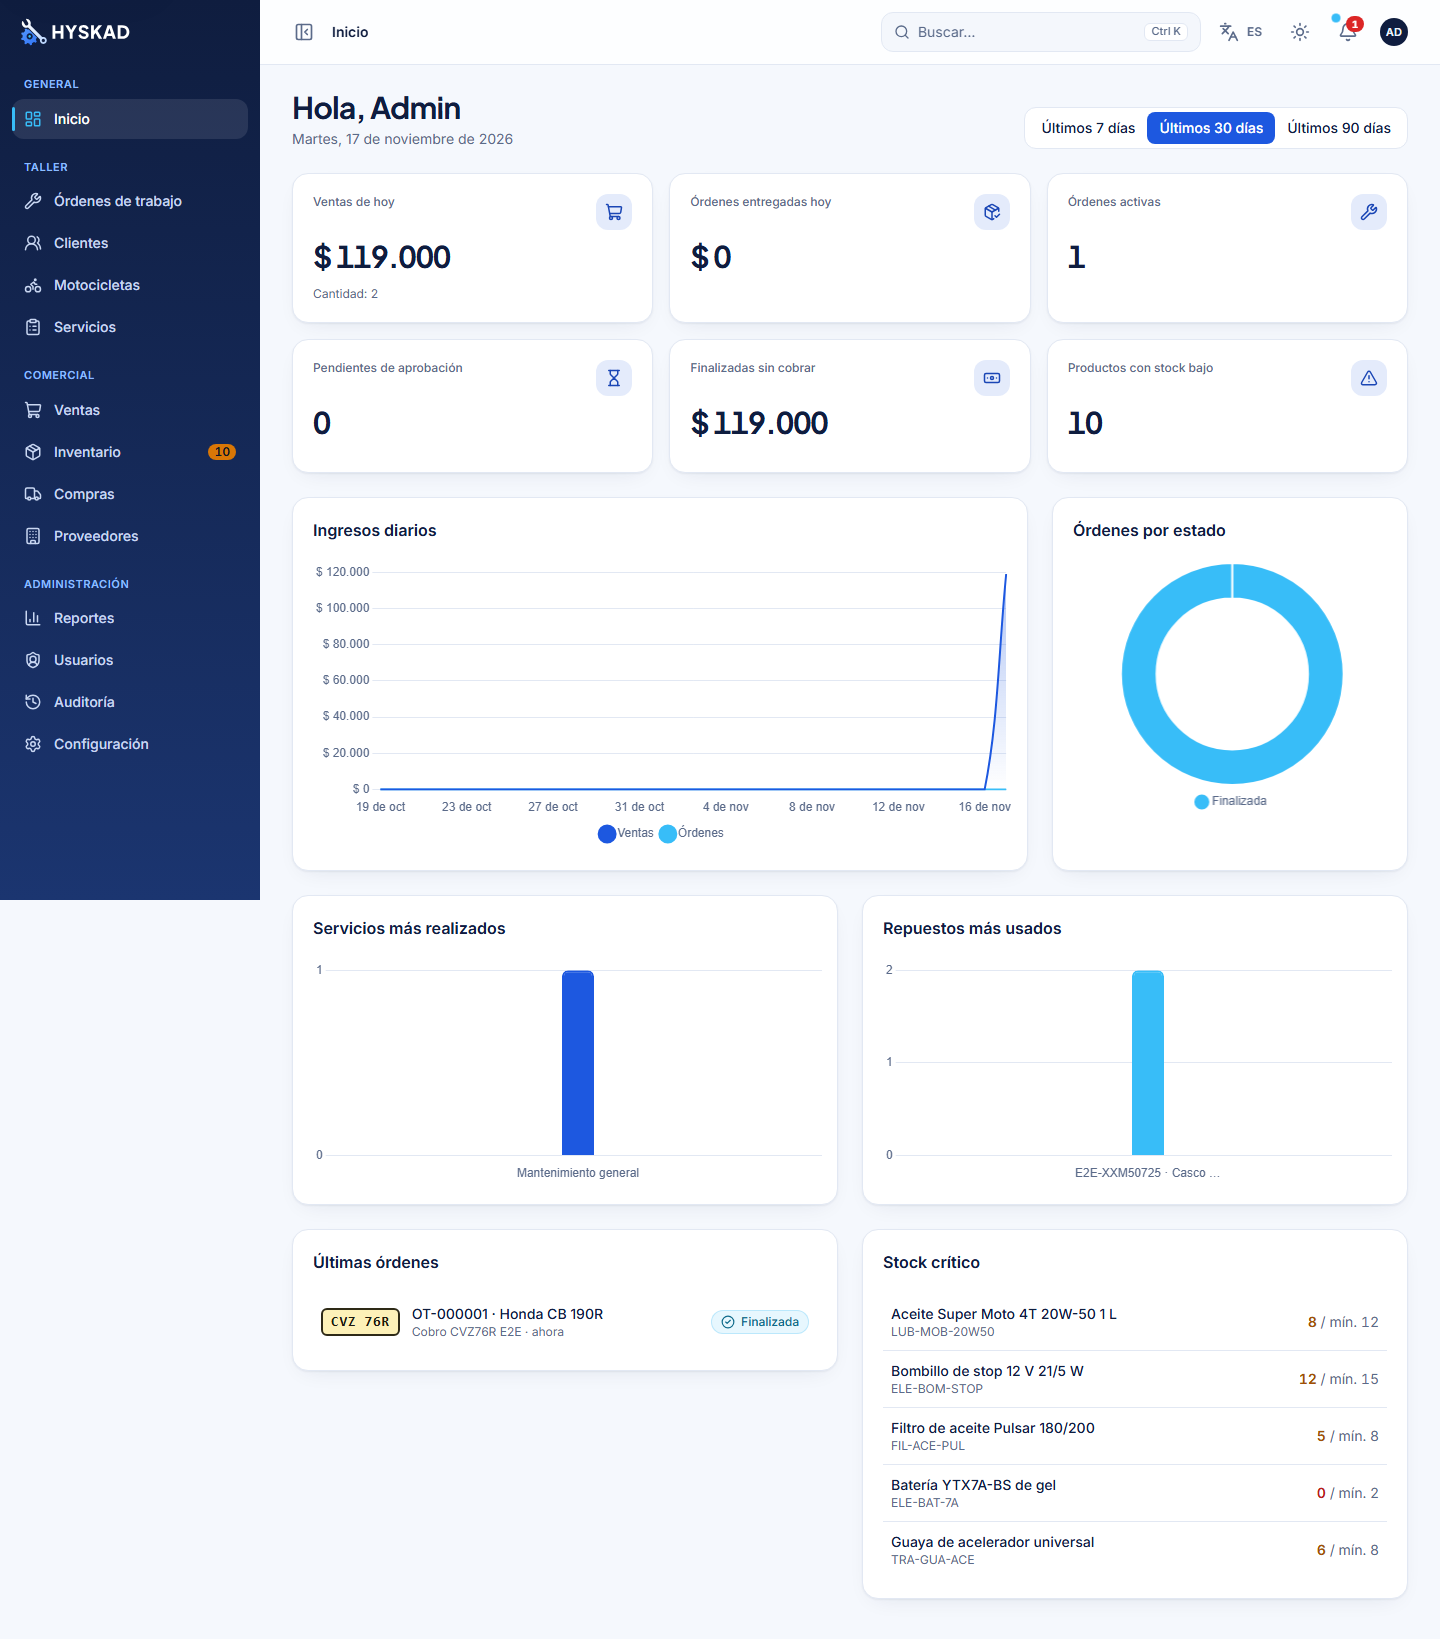 HYSKAD
GENERAL
Inicio
TALLER
Órdenes de trabajo
Clientes
Motocicletas
Servicios
COMERCIAL
Ventas
Inventario 10
Compras
Proveedores
ADMINISTRACIÓN
Reportes
Usuarios
Auditoría
Configuración
Inicio
Buscar... Ctrl K
ES
1
AD
Hola, Admin
Martes, 17 de noviembre de 2026
Últimos 7 días Últimos 30 días Últimos 90 días
Ventas de hoy
$ 119.000
Cantidad: 2
Órdenes entregadas hoy
$ 0
Órdenes activas
1
Pendientes de aprobación
0
Finalizadas sin cobrar
$ 119.000
Productos con stock bajo
10
Ingresos diarios
$ 120.000
$ 100.000
$ 80.000
$ 60.000
$ 40.000
$ 20.000
$ 0
19 de oct 23 de oct 27 de oct 31 de oct 4 de nov 8 de nov 12 de nov 16 de nov
Ventas Órdenes
Órdenes por estado
Finalizada
Servicios más realizados
1
0
Mantenimiento general
Repuestos más usados
2
1
0
E2E-XXM50725 · Casco ...
Últimas órdenes
CVZ 76R
OT-000001 · Honda CB 190R
Cobro CVZ76R E2E · ahora
Finalizada
Stock crítico
Aceite Super Moto 4T 20W-50 1 L
LUB-MOB-20W50
8 / mín. 12
Bombillo de stop 12 V 21/5 W
ELE-BOM-STOP
12 / mín. 15
Filtro de aceite Pulsar 180/200
FIL-ACE-PUL
5 / mín. 8
Batería YTX7A-BS de gel
ELE-BAT-7A
0 / mín. 2
Guaya de acelerador universal
TRA-GUA-ACE
6 / mín. 8